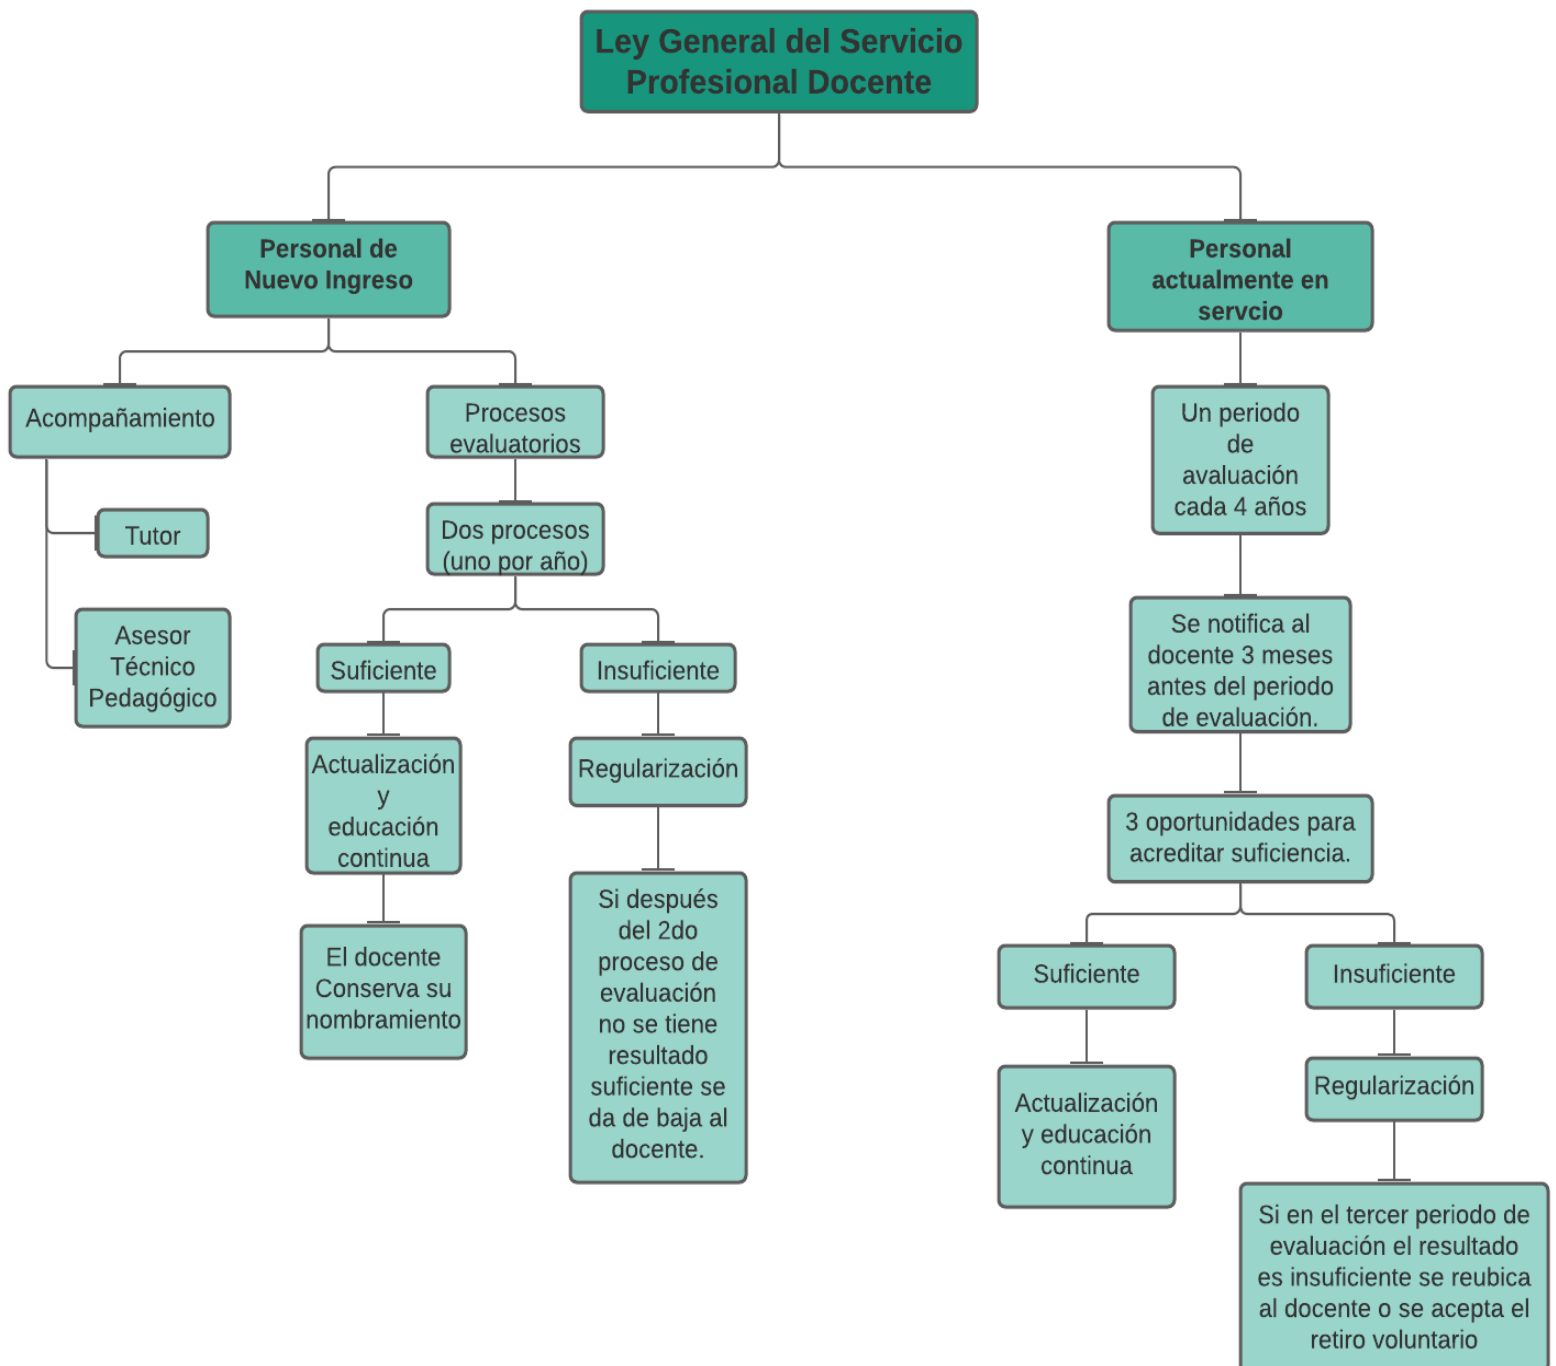 Ley General del Servicio
Profesional Docente
Personal de
Nuevo Ingreso
Acompañamiento
Tutor
Asesor
Técnico
Pedagógico
Procesos
evaluatorios
Dos procesos
(uno por año)
Suficiente
Actualización
y
educación
continua
El docente
Conserva su
nombramiento
Insuficiente
Regularización
Si después
del 2do
proceso de
evaluación
no se tiene
resultado
suficiente se
da de baja al
docente.
Personal
actualmente en
servcio
Un periodo
de
avaluación
cada 4 años
Se notifica al
docente 3 meses
antes del periodo
de evaluación.
3 oportunidades para
acreditar suficiencia.
Suficiente
Actualización
y educación
continua
Insuficiente
Regularización
Si en el tercer periodo de
evaluación el resultado
es insuficiente se reubica
al docente o se acepta el
retiro voluntario